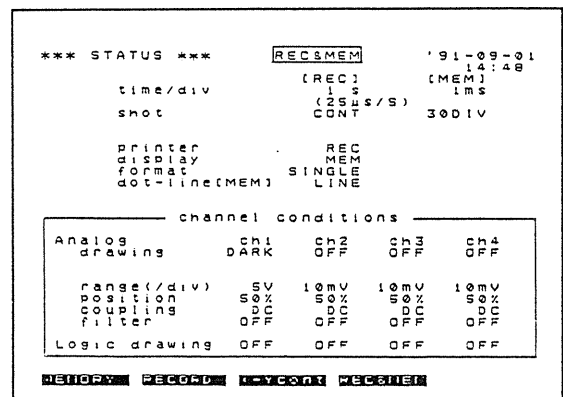 *** STATUS *** REC&MEM '91-09-01
14:48
[REC] [MEM]
time/div 1 s 1ms
(25µs/S)
shot CONT 30DIV
printer REC
display MEM
format SINGLE
dot-line[MEM] LINE
channel conditions
Analog ch1 ch2 ch3 ch4
drawing DARK OFF OFF OFF
range(/div) 5V 10mV 10mV 10mV
position 50% 50% 50% 50%
coupling DC DC DC DC
filter OFF OFF OFF OFF
Logic drawing OFF OFF OFF OFF
MEMORY RECORD X-YCONT REC&MEM